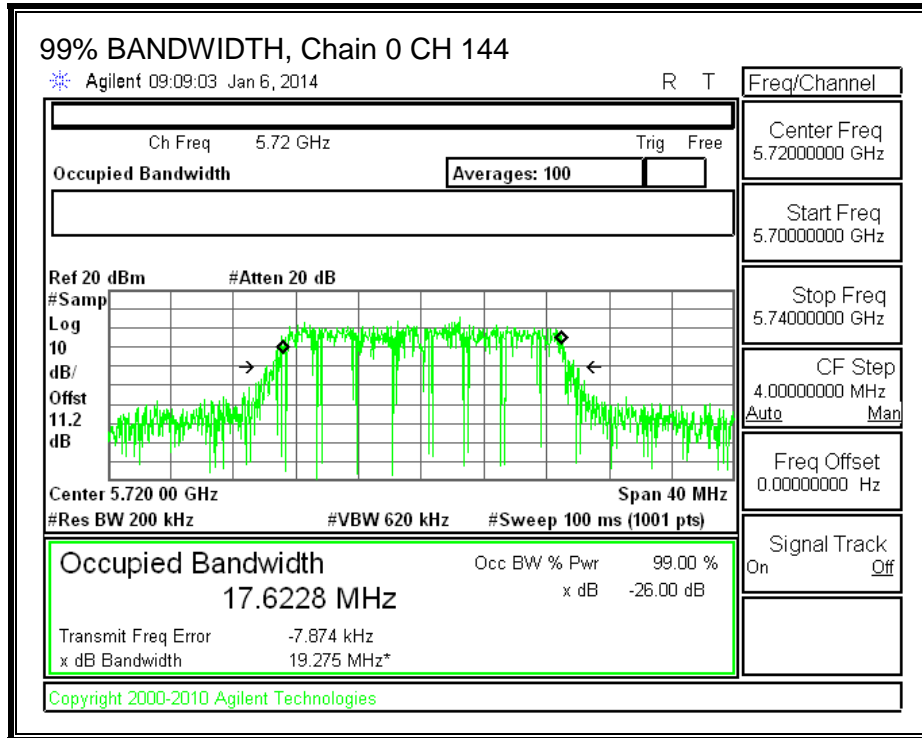 99% BANDWIDTH, Chain 0 CH 144
Agilent 09:09:03 Jan 6, 2014 R T
Freq/Channel
Ch Freq 5.72 GHz Trig Free
Occupied Bandwidth Averages: 100
Center Freq
5.72000000 GHz
Start Freq
5.70000000 GHz
Stop Freq
5.74000000 GHz
CF Step
4.00000000 MHz
Auto Man
Freq Offset
0.00000000 Hz
Signal Track
On Off
Ref 20 dBm #Atten 20 dB
#Samp
Log
10
dB/
Offst
11.2
dB
Center 5.720 00 GHz Span 40 MHz
#Res BW 200 kHz #VBW 620 kHz #Sweep 100 ms (1001 pts)
Occupied Bandwidth Occ BW % Pwr 99.00 %
17.6228 MHz x dB -26.00 dB
Transmit Freq Error -7.874 kHz
x dB Bandwidth 19.275 MHz*
Copyright 2000-2010 Agilent Technologies